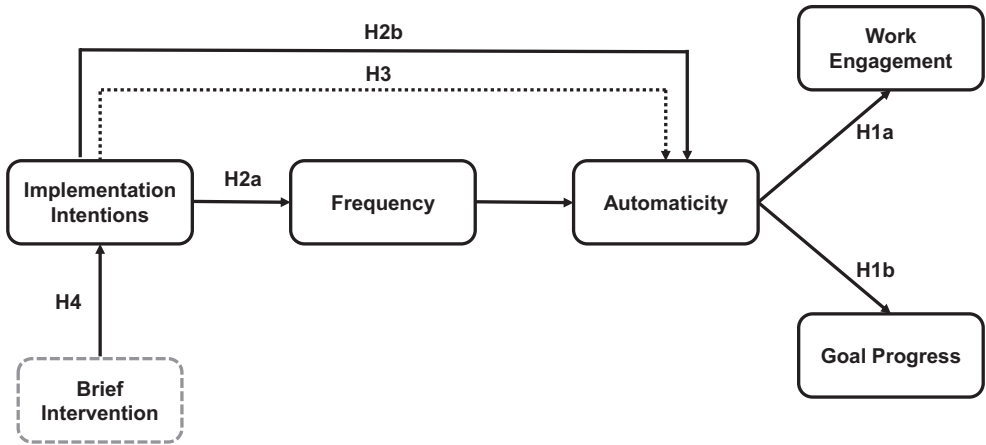 H2b
Work
Engagement
H3
H1a
Implementation
Intentions
H2a
Frequency
Automaticity
H1b
H4
Goal Progress
Brief
Intervention